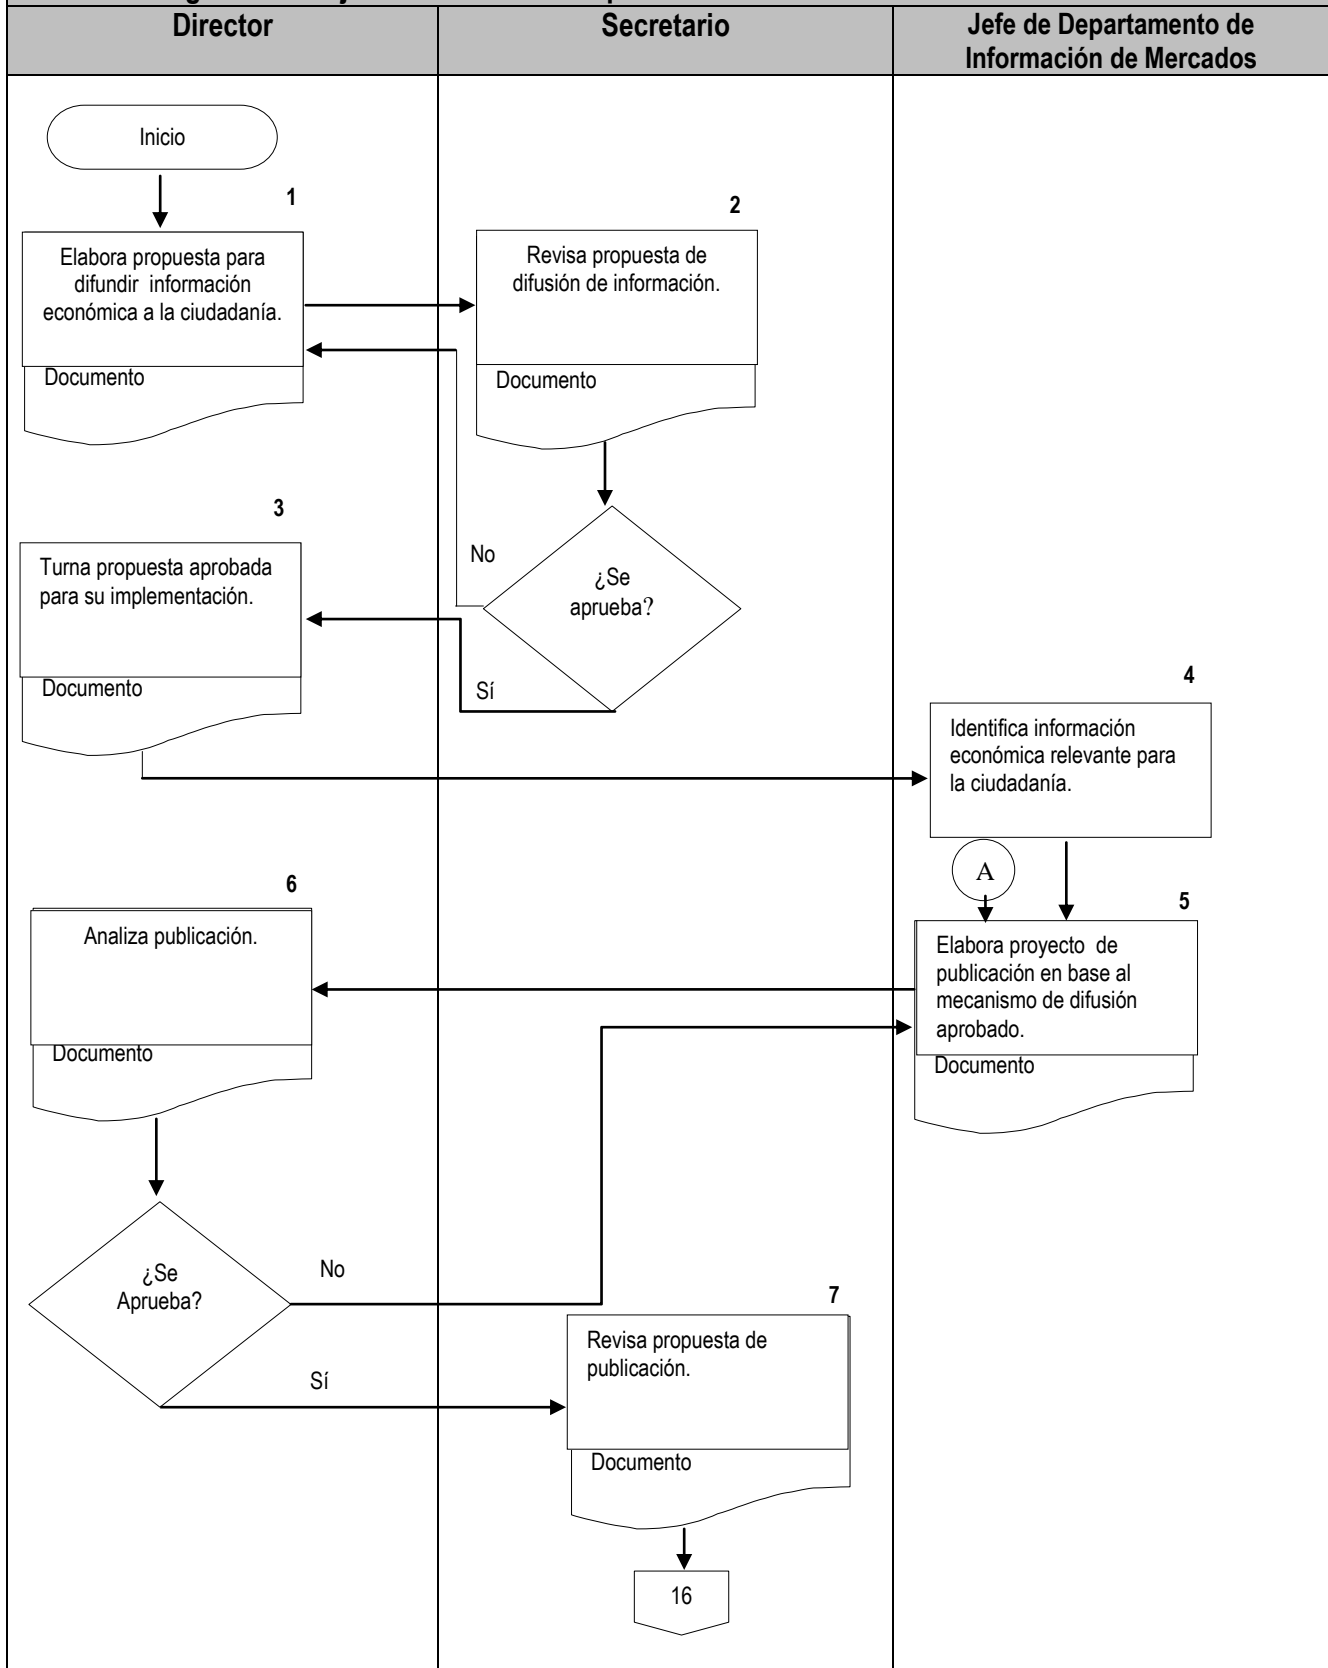 Director
Secretario
Jefe de Departamento de
Información de Mercados
Inicio
1
Elabora propuesta para
difundir información
económica a la ciudadanía.
Documento
2
Revisa propuesta de
difusión de información.
Documento
¿Se
aprueba?
No
Sí
3
Turna propuesta aprobada
para su implementación.
Documento
4
Identifica información
económica relevante para
la ciudadanía.
A
5
Elabora proyecto de
publicación en base al
mecanismo de difusión
aprobado.
Documento
6
Analiza publicación.
Documento
¿Se
Aprueba?
No
Sí
7
Revisa propuesta de
publicación.
Documento
16